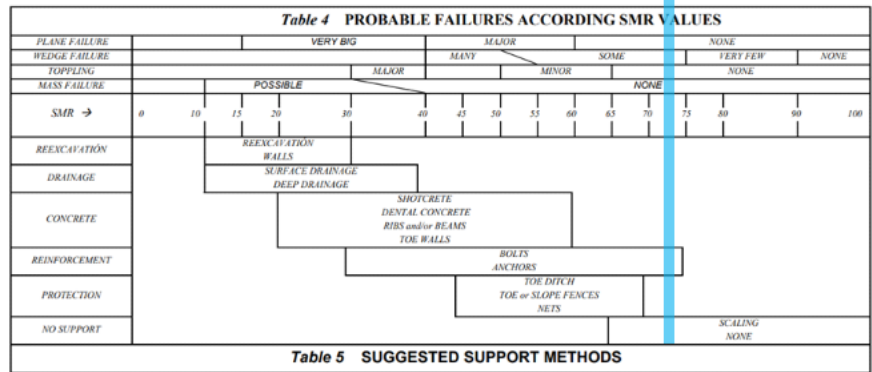 Table 4 PROBABLE FAILURES ACCORDING SMR VALUES
PLANE FAILURE VERY BIG MAJOR NONE
WEDGE FAILURE MANY SOME VERY FEW NONE
TOPPLING MAJOR MINOR NONE
MASS FAILURE POSSIBLE NONE
SMR → 0 10 15 20 30 40 45 50 55 60 65 70 75 80 90 100
REEXCAVATIÓN REEXCAVATIÓN
WALLS
DRAINAGE SURFACE DRAINAGE
DEEP DRAINAGE
CONCRETE SHOTCRETE
DENTAL CONCRETE
RIBS and/or BEAMS
TOE WALLS
REINFORCEMENT BOLTS
ANCHORS
PROTECTION TOE DITCH
TOE or SLOPE FENCES
NETS
NO SUPPORT SCALING
NONE
Table 5 SUGGESTED SUPPORT METHODS